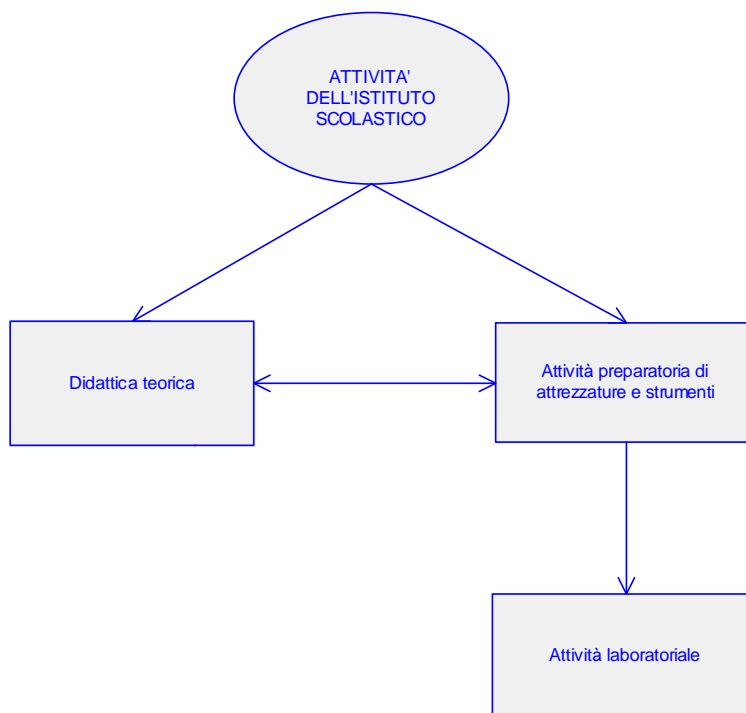 ATTIVITA'
DELL'ISTITUTO
SCOLASTICO
Didattica teorica
Attività preparatoria di
attrezzature e strumenti
Attività laboratoriale